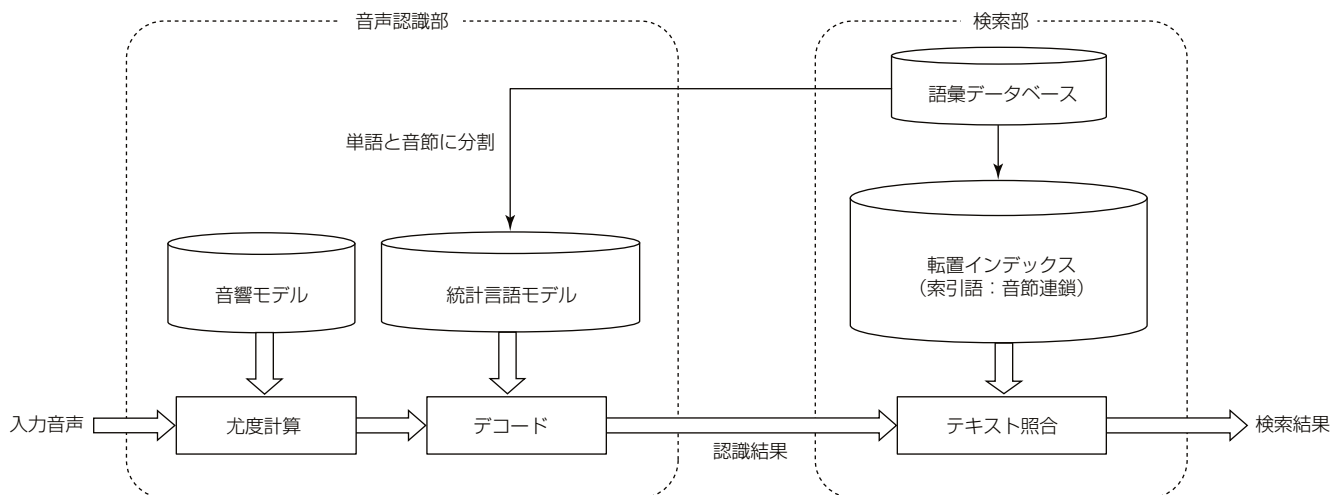 音声認識部
検索部
語彙データベース
単語と音節に分割
音響モデル
統計言語モデル
転置インデックス
（索引語：音節連鎖）
入力音声
尤度計算
デコード
認識結果
テキスト照合
検索結果